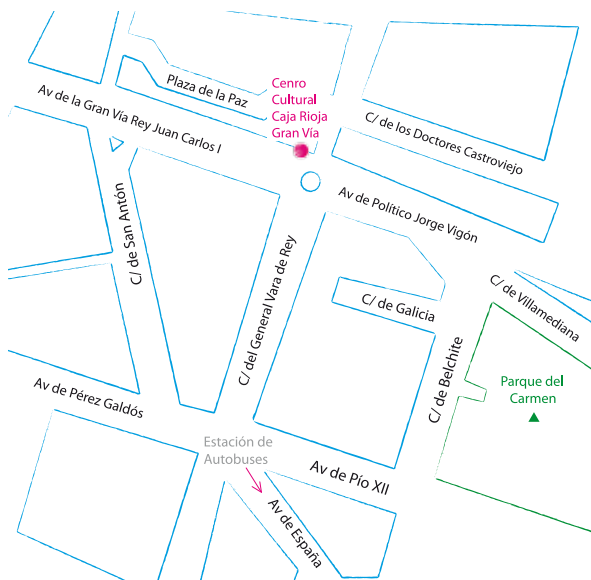 Plaza de la Paz
Cenro
Cultural
Caja Rioja
Gran Vía
Av de la Gran Vía Rey Juan Carlos I
C/ de los Doctores Castroviejo
Av de Político Jorge Vigón
C/ de San Antón
C/ del General Vara de Rey
C/ de Galicia
C/ de Villamediana
C/ de Belchite
Parque del
Carmen
Av de Pérez Galdós
Estación de
Autobuses
Av de Pío XII
Av de España